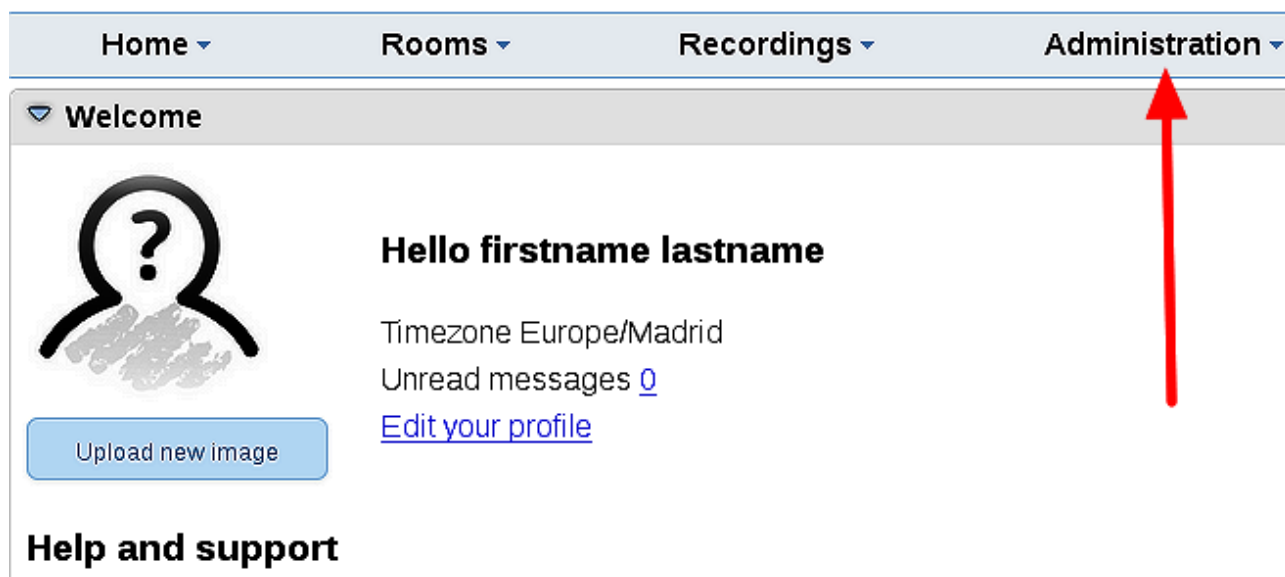 Home Rooms Recordings Administration
Welcome
?
Hello firstname lastname
Timezone Europe/Madrid
Unread messages 0
Edit your profile
Upload new image
Help and support